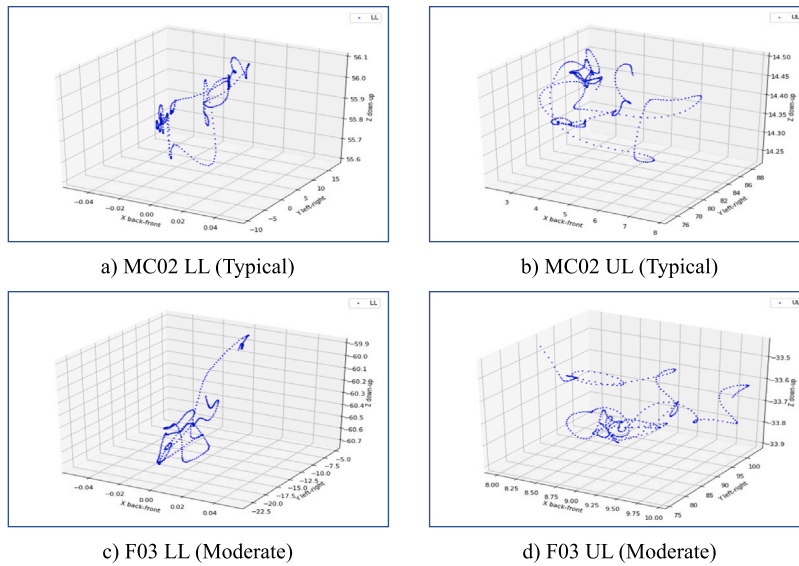 LL
56.1
56.0
55.9
55.8
55.7
55.6
Z down-up
−0.04 −0.02 0.00 0.02 0.04
X back-front
−10 −5 0 5 10 15
Y left-right
a) MC02 LL (Typical)
UL
14.50
14.45
14.40
14.35
14.30
14.25
Z down-up
3 4 5 6 7 8
X back-front
76 78 80 82 84 86 88
Y left-right
b) MC02 UL (Typical)
LL
−59.9
−60.0
−60.1
−60.2
−60.3
−60.4
−60.5
−60.6
−60.7
Z down-up
−0.04 −0.02 0.00 0.02 0.04
X back-front
−22.5 −20.0 −17.5 −15.0 −12.5 −10.0 −7.5 −5.0
Y left-right
c) F03 LL (Moderate)
UL
−33.5
−33.6
−33.7
−33.8
−33.9
Z down-up
8.00 8.25 8.50 8.75 9.00 9.25 9.50 9.75 10.00
X back-front
75 80 85 90 95 100
Y left-right
d) F03 UL (Moderate)